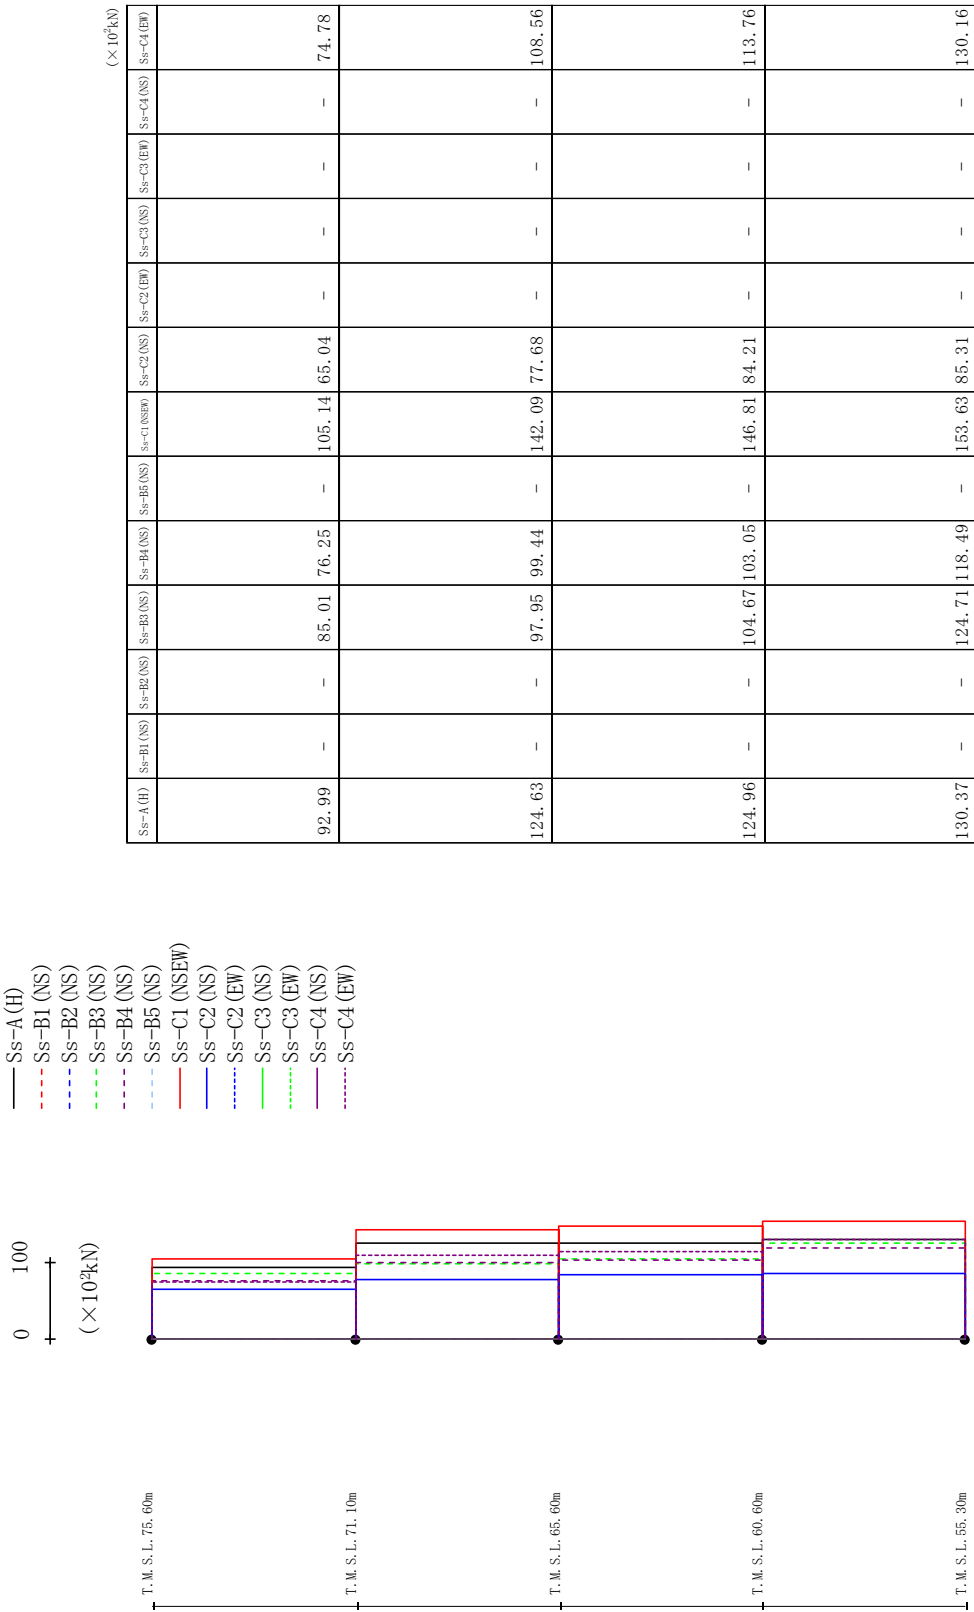 0 100
(×10²kN)
Ss-A(H)
Ss-B1(NS)
Ss-B2(NS)
Ss-B3(NS)
Ss-B4(NS)
Ss-B5(NS)
Ss-C1(NSEW)
Ss-C2(NS)
Ss-C2(EW)
Ss-C3(NS)
Ss-C3(EW)
Ss-C4(NS)
Ss-C4(EW)
T.M.S.L.75.60m
T.M.S.L.71.10m
T.M.S.L.65.60m
T.M.S.L.60.60m
T.M.S.L.55.30m
(×10²kN)
Ss-A(H) Ss-B1(NS) Ss-B2(NS) Ss-B3(NS) Ss-B4(NS) Ss-B5(NS) Ss-C1(NSEW) Ss-C2(NS) Ss-C2(EW) Ss-C3(NS) Ss-C3(EW) Ss-C4(NS) Ss-C4(EW)
92.99 - - 85.01 76.25 - 105.14 65.04 - - - - 74.78
124.63 - - 97.95 99.44 - 142.09 77.68 - - - - 108.56
124.96 - - 104.67 103.05 - 146.81 84.21 - - - - 113.76
130.37 - - 124.71 118.49 - 153.63 85.31 - - - - 130.16